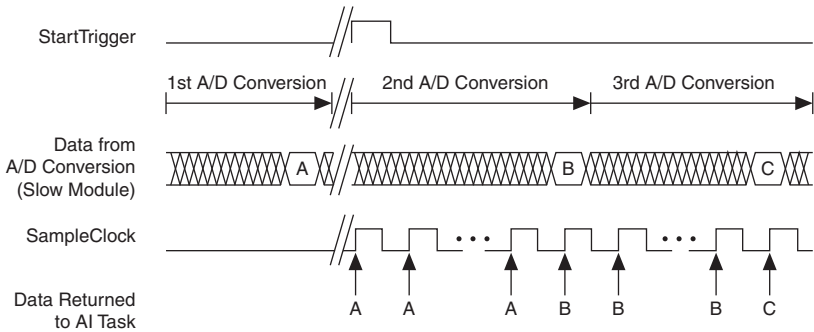 StartTrigger
1st A/D Conversion 2nd A/D Conversion 3rd A/D Conversion
Data from
A/D Conversion
(Slow Module)
A B C
SampleClock
Data Returned
to AI Task
A A A B B B C